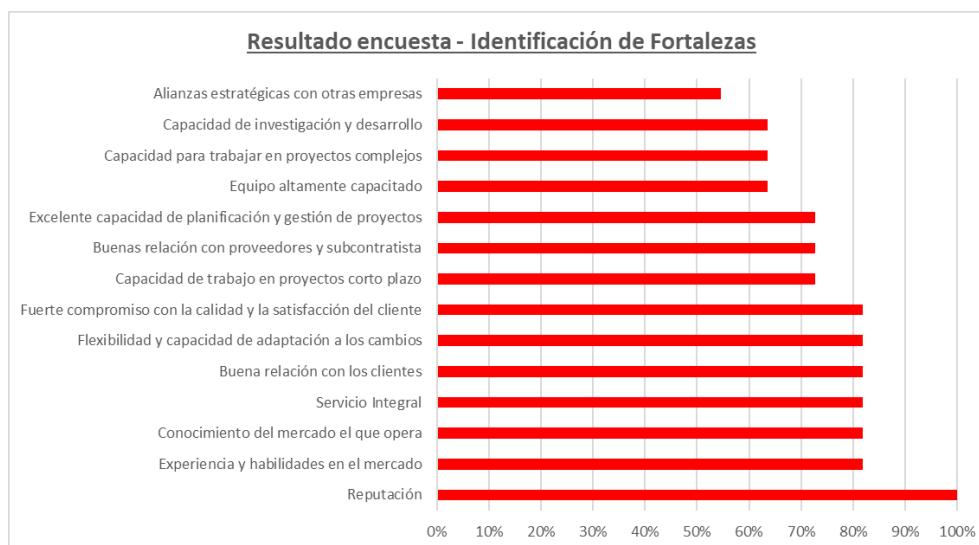 Resultado encuesta - Identificación de Fortalezas
Alianzas estratégicas con otras empresas
Capacidad de investigación y desarrollo
Capacidad para trabajar en proyectos complejos
Equipo altamente capacitado
Excelente capacidad de planificación y gestión de proyectos
Buenas relación con proveedores y subcontratista
Capacidad de trabajo en proyectos corto plazo
Fuerte compromiso con la calidad y la satisfacción del cliente
Flexibilidad y capacidad de adaptación a los cambios
Buena relación con los clientes
Servicio Integral
Conocimiento del mercado el que opera
Experiencia y habilidades en el mercado
Reputación
0% 10% 20% 30% 40% 50% 60% 70% 80% 90% 100%